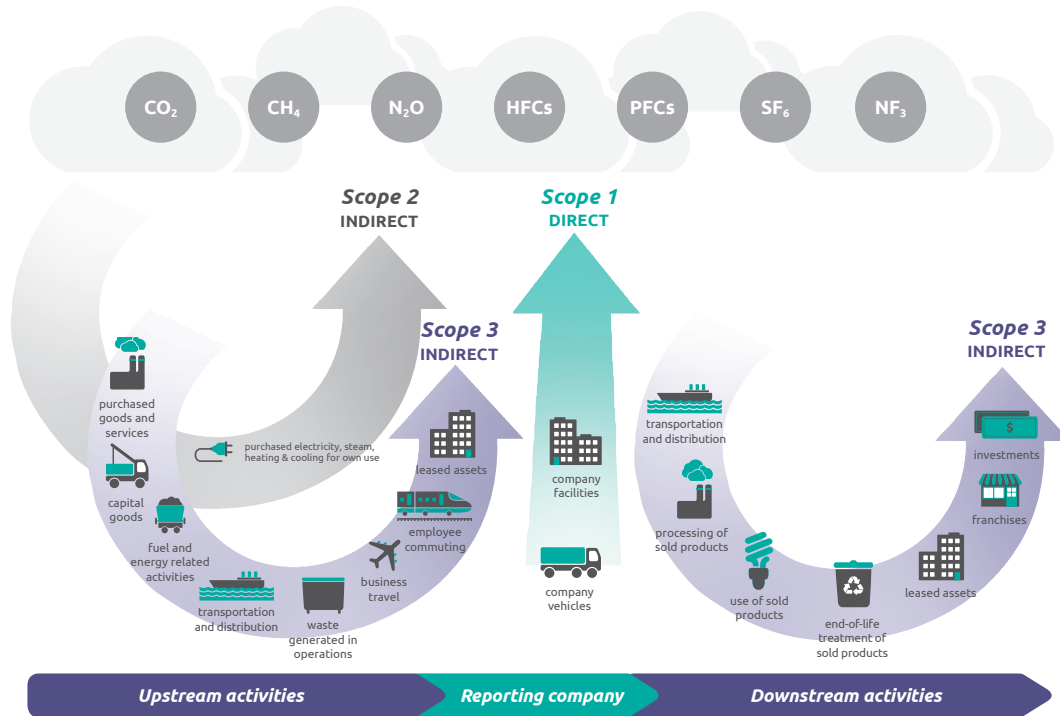 CO₂
CH₄
N₂O
HFCs
PFCs
SF₆
NF₃
Scope 2
INDIRECT
Scope 1
DIRECT
Scope 3
INDIRECT
Scope 3
INDIRECT
purchased
goods and
services
capital
goods
fuel and
energy related
activities
transportation
and distribution
waste
generated in
operations
business
travel
employee
commuting
leased assets
purchased electricity, steam,
heating & cooling for own use
company
facilities
company
vehicles
transportation
and distribution
processing of
sold products
use of sold
products
end-of-life
treatment of
sold products
leased assets
franchises
investments
$
Upstream activities
Reporting company
Downstream activities